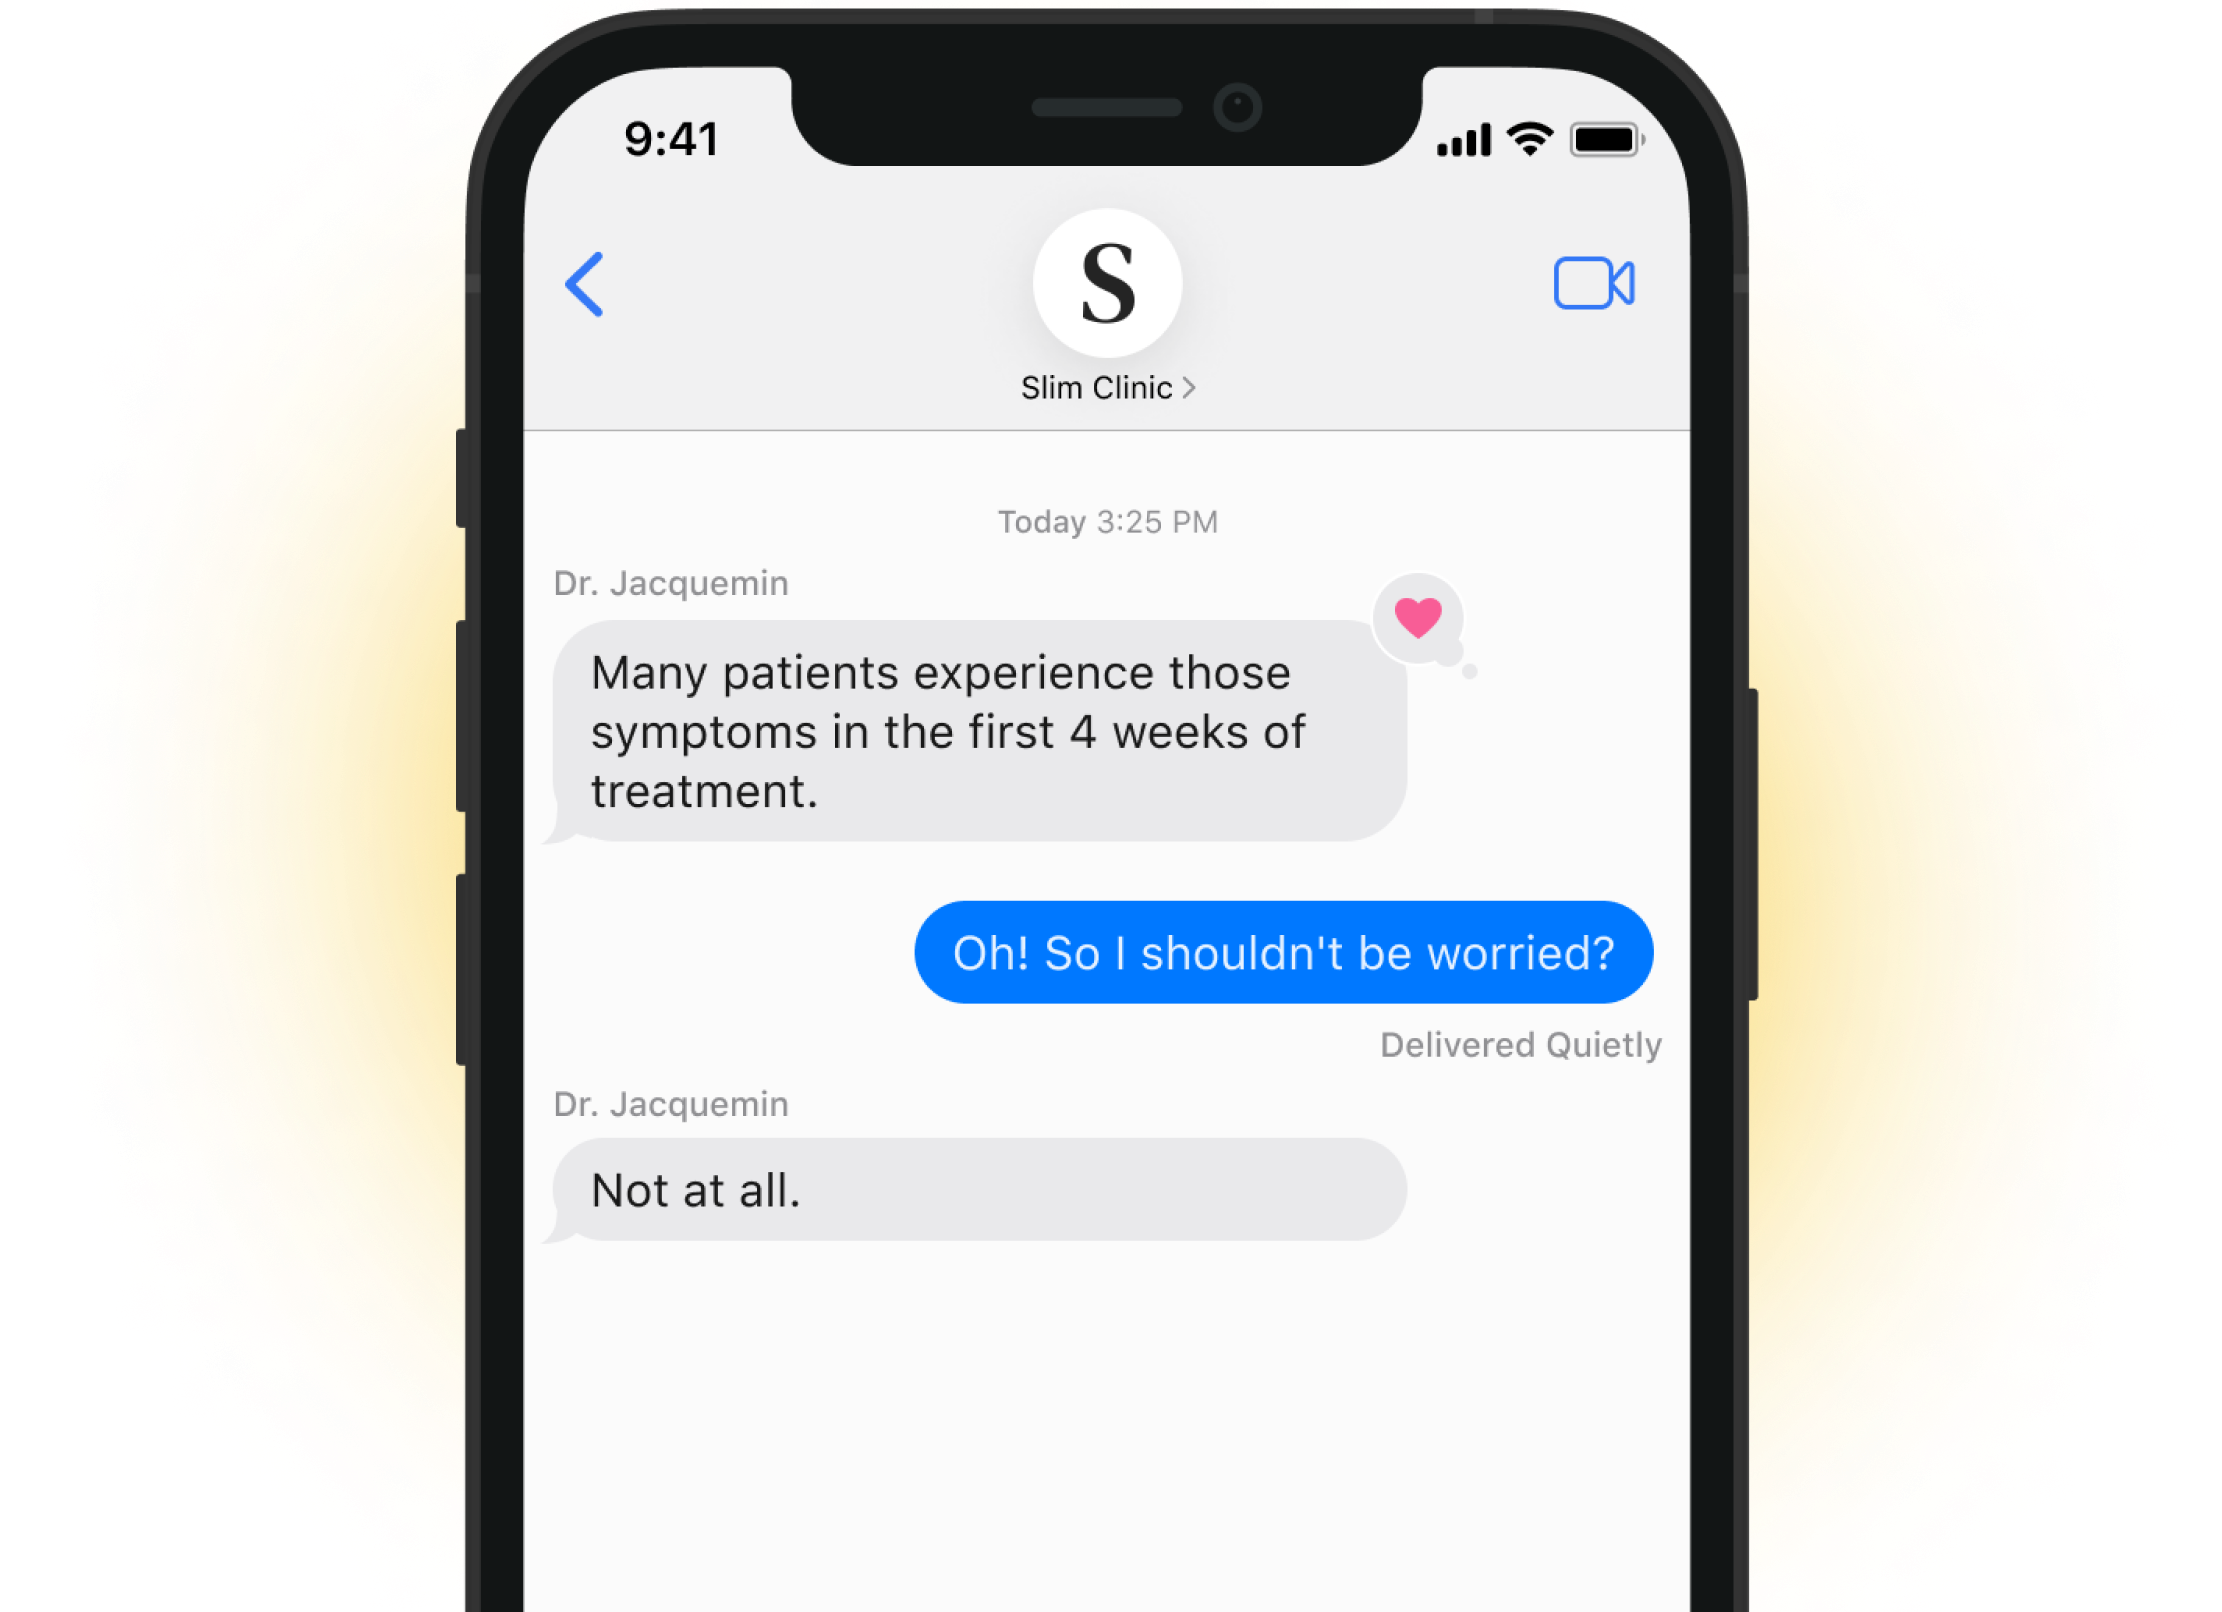 9:41
S
Slim Clinic
Today 3:25 PM
Dr. Jacquemin
Many patients experience those
symptoms in the first 4 weeks of
treatment.
Oh! So I shouldn't be worried?
Delivered Quietly
Dr. Jacquemin
Not at all.